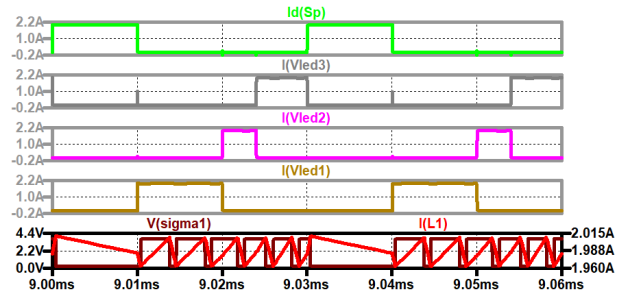 Id(Sp)
2.2A
1.0A
-0.2A
I(Vled3)
2.2A
1.0A
-0.2A
I(Vled2)
2.2A
1.0A
-0.2A
I(Vled1)
2.2A
1.0A
-0.2A
V(sigma1) I(L1)
4.4V 2.015A
2.2V 1.988A
0.0V 1.960A
9.00ms 9.01ms 9.02ms 9.03ms 9.04ms 9.05ms 9.06ms